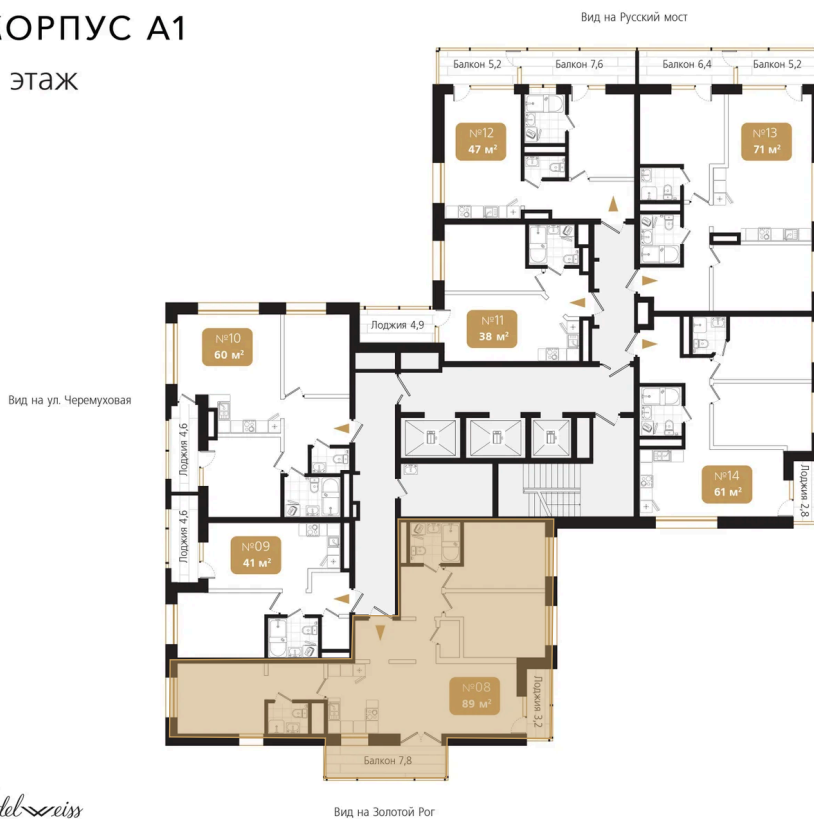 КОРПУС А1
этаж
Вид на Русский мост
Балкон 5,2
Балкон 7,6
Балкон 6,4
Балкон 5,2
№12
47 м²
№13
71 м²
№11
38 м²
Лоджия 4,9
№10
60 м²
Вид на ул. Черемуховая
Лоджия 4,6
Лоджия 4,6
№14
61 м²
Лоджия 2,8
№09
41 м²
№08
89 м²
Лоджия 3,2
Балкон 7,8
delweiss
Вид на Золотой Рог